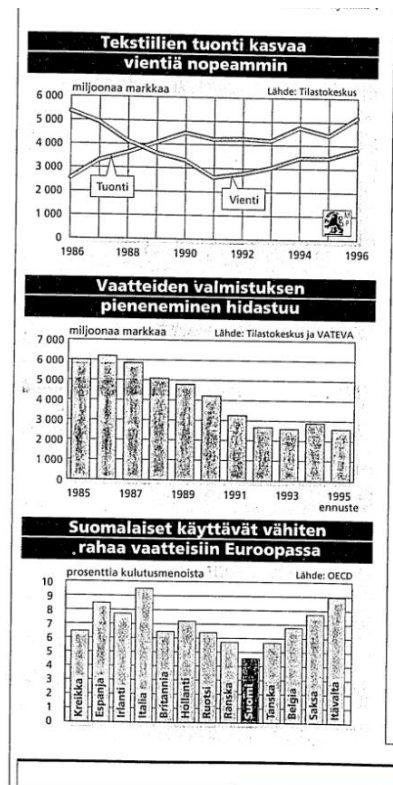 Tekstiilien tuonti kasvaa
vientiä nopeammin
miljoonaa markkaa
Lähde: Tilastokeskus
6 000
5 000
4 000
3 000
2 000
1 000
0
Tuonti
Vienti
1986
1988
1990
1992
1994
1996
Vaatteiden valmistuksen
pieneneminen hidastuu
miljoonaa markkaa
Lähde: Tilastokeskus ja VATEVA
7 000
6 000
5 000
4 000
3 000
2 000
1 000
0
1985
1987
1989
1991
1993
1995
ennuste
Suomalaiset käyttävät vähiten
rahaa vaatteisiin Euroopassa
prosenttia kulutusmenoista
Lähde: OECD
10
9
8
7
6
5
4
3
2
1
0
Kreikka
Espanja
Irlanti
Italia
Britannia
Hollanti
Ruotsi
Ranska
Suomi
Tanska
Belgia
Saksa
Itävalta